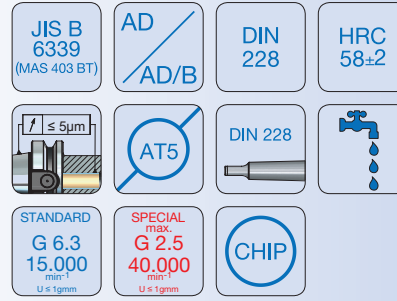 JIS B
6339
(MAS 403 BT)
AD
AD/B
DIN
228
HRC
58±2
↗ ≤ 5µm
AT5
DIN 228
STANDARD
G 6.3
15.000
min⁻¹
U ≤ 1gmm
SPECIAL
max.
G 2.5
40.000
min⁻¹
U ≤ 1gmm
CHIP